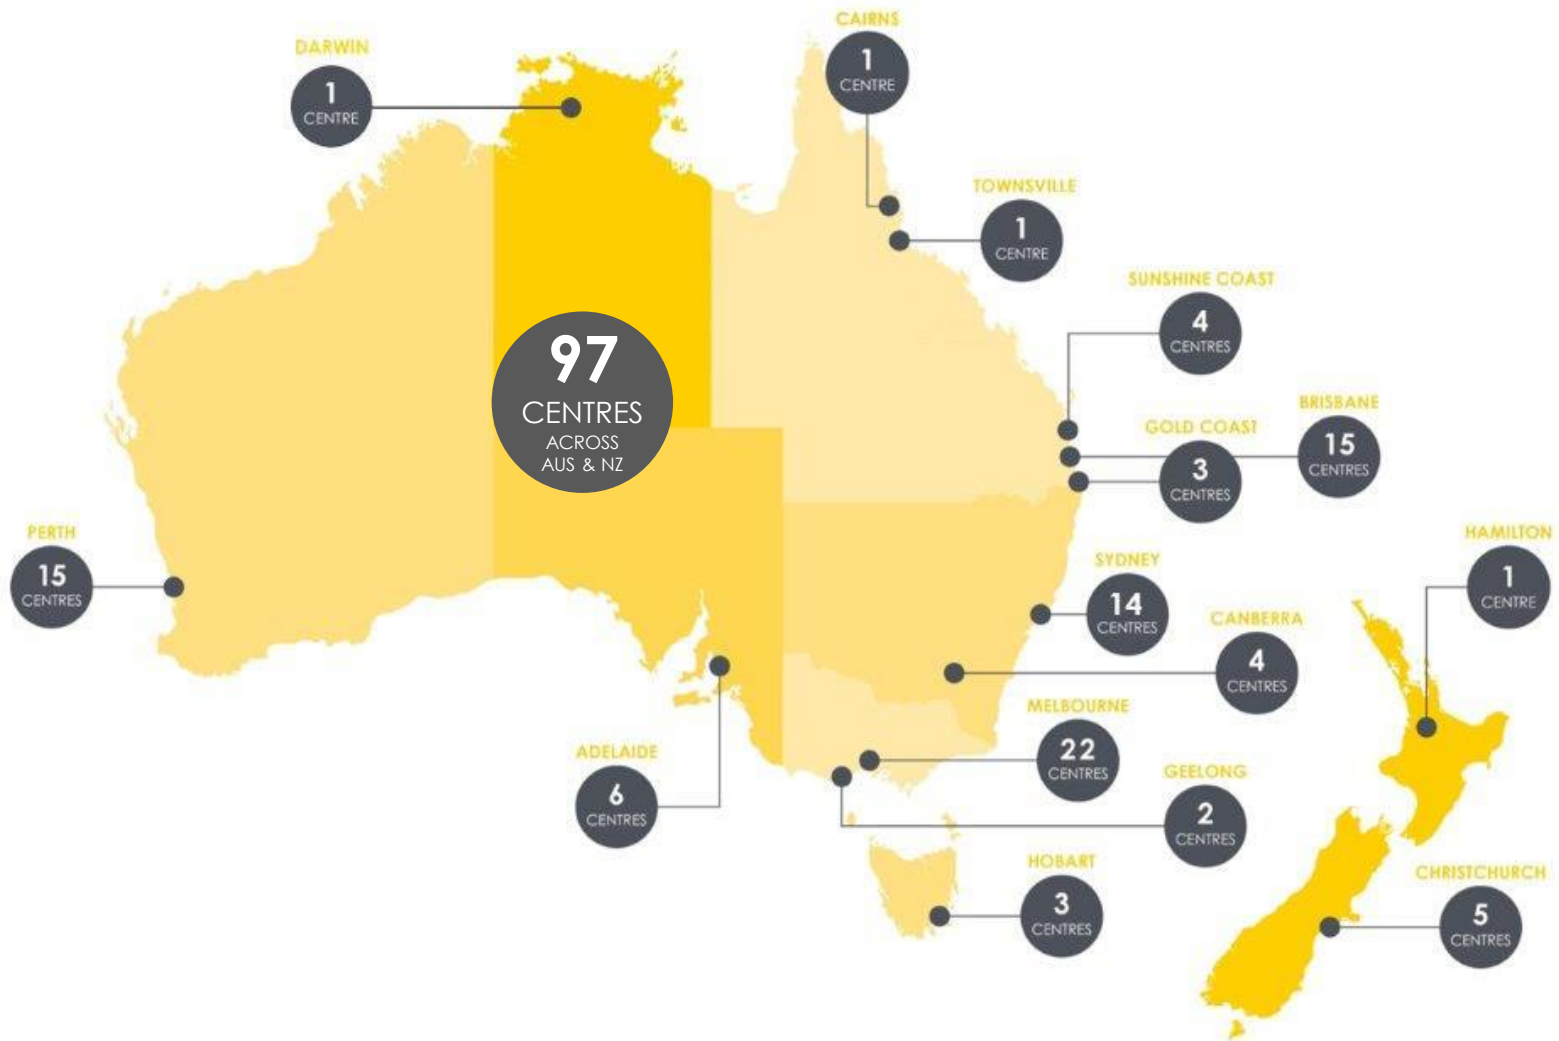 CAIRNS
1
CENTRE
DARWIN
1
CENTRE
TOWNSVILLE
1
CENTRE
SUNSHINE COAST
4
CENTRES
97
CENTRES
ACROSS
AUS & NZ
BRISBANE
15
CENTRES
GOLD COAST
3
CENTRES
PERTH
15
CENTRES
HAMILTON
1
CENTRE
SYDNEY
14
CENTRES
CANBERRA
4
CENTRES
MELBOURNE
22
CENTRES
ADELAIDE
6
CENTRES
GEELONG
2
CENTRES
HOBART
3
CENTRES
CHRISTCHURCH
5
CENTRES